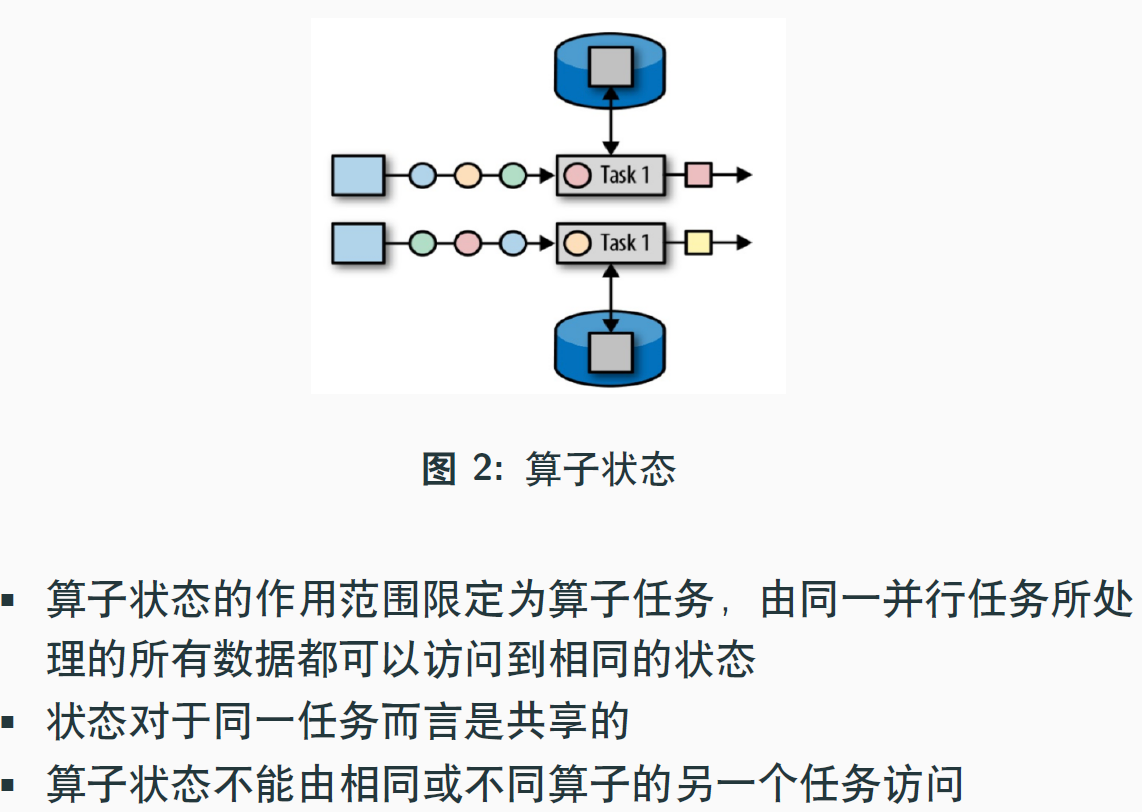 Task 1
Task 1
图 2: 算子状态
▪ 算子状态的作用范围限定为算子任务，由同一并行任务所处
理的所有数据都可以访问到相同的状态
▪ 状态对于同一任务而言是共享的
▪ 算子状态不能由相同或不同算子的另一个任务访问